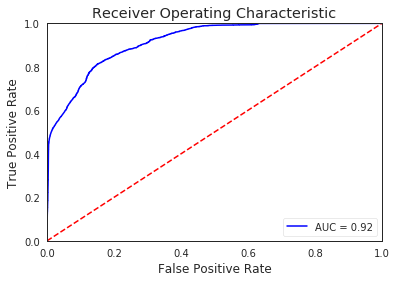 Receiver Operating Characteristic
True Positive Rate
1.0
0.8
0.6
0.4
0.2
0.0
AUC = 0.92
0.0 0.2 0.4 0.6 0.8 1.0
False Positive Rate